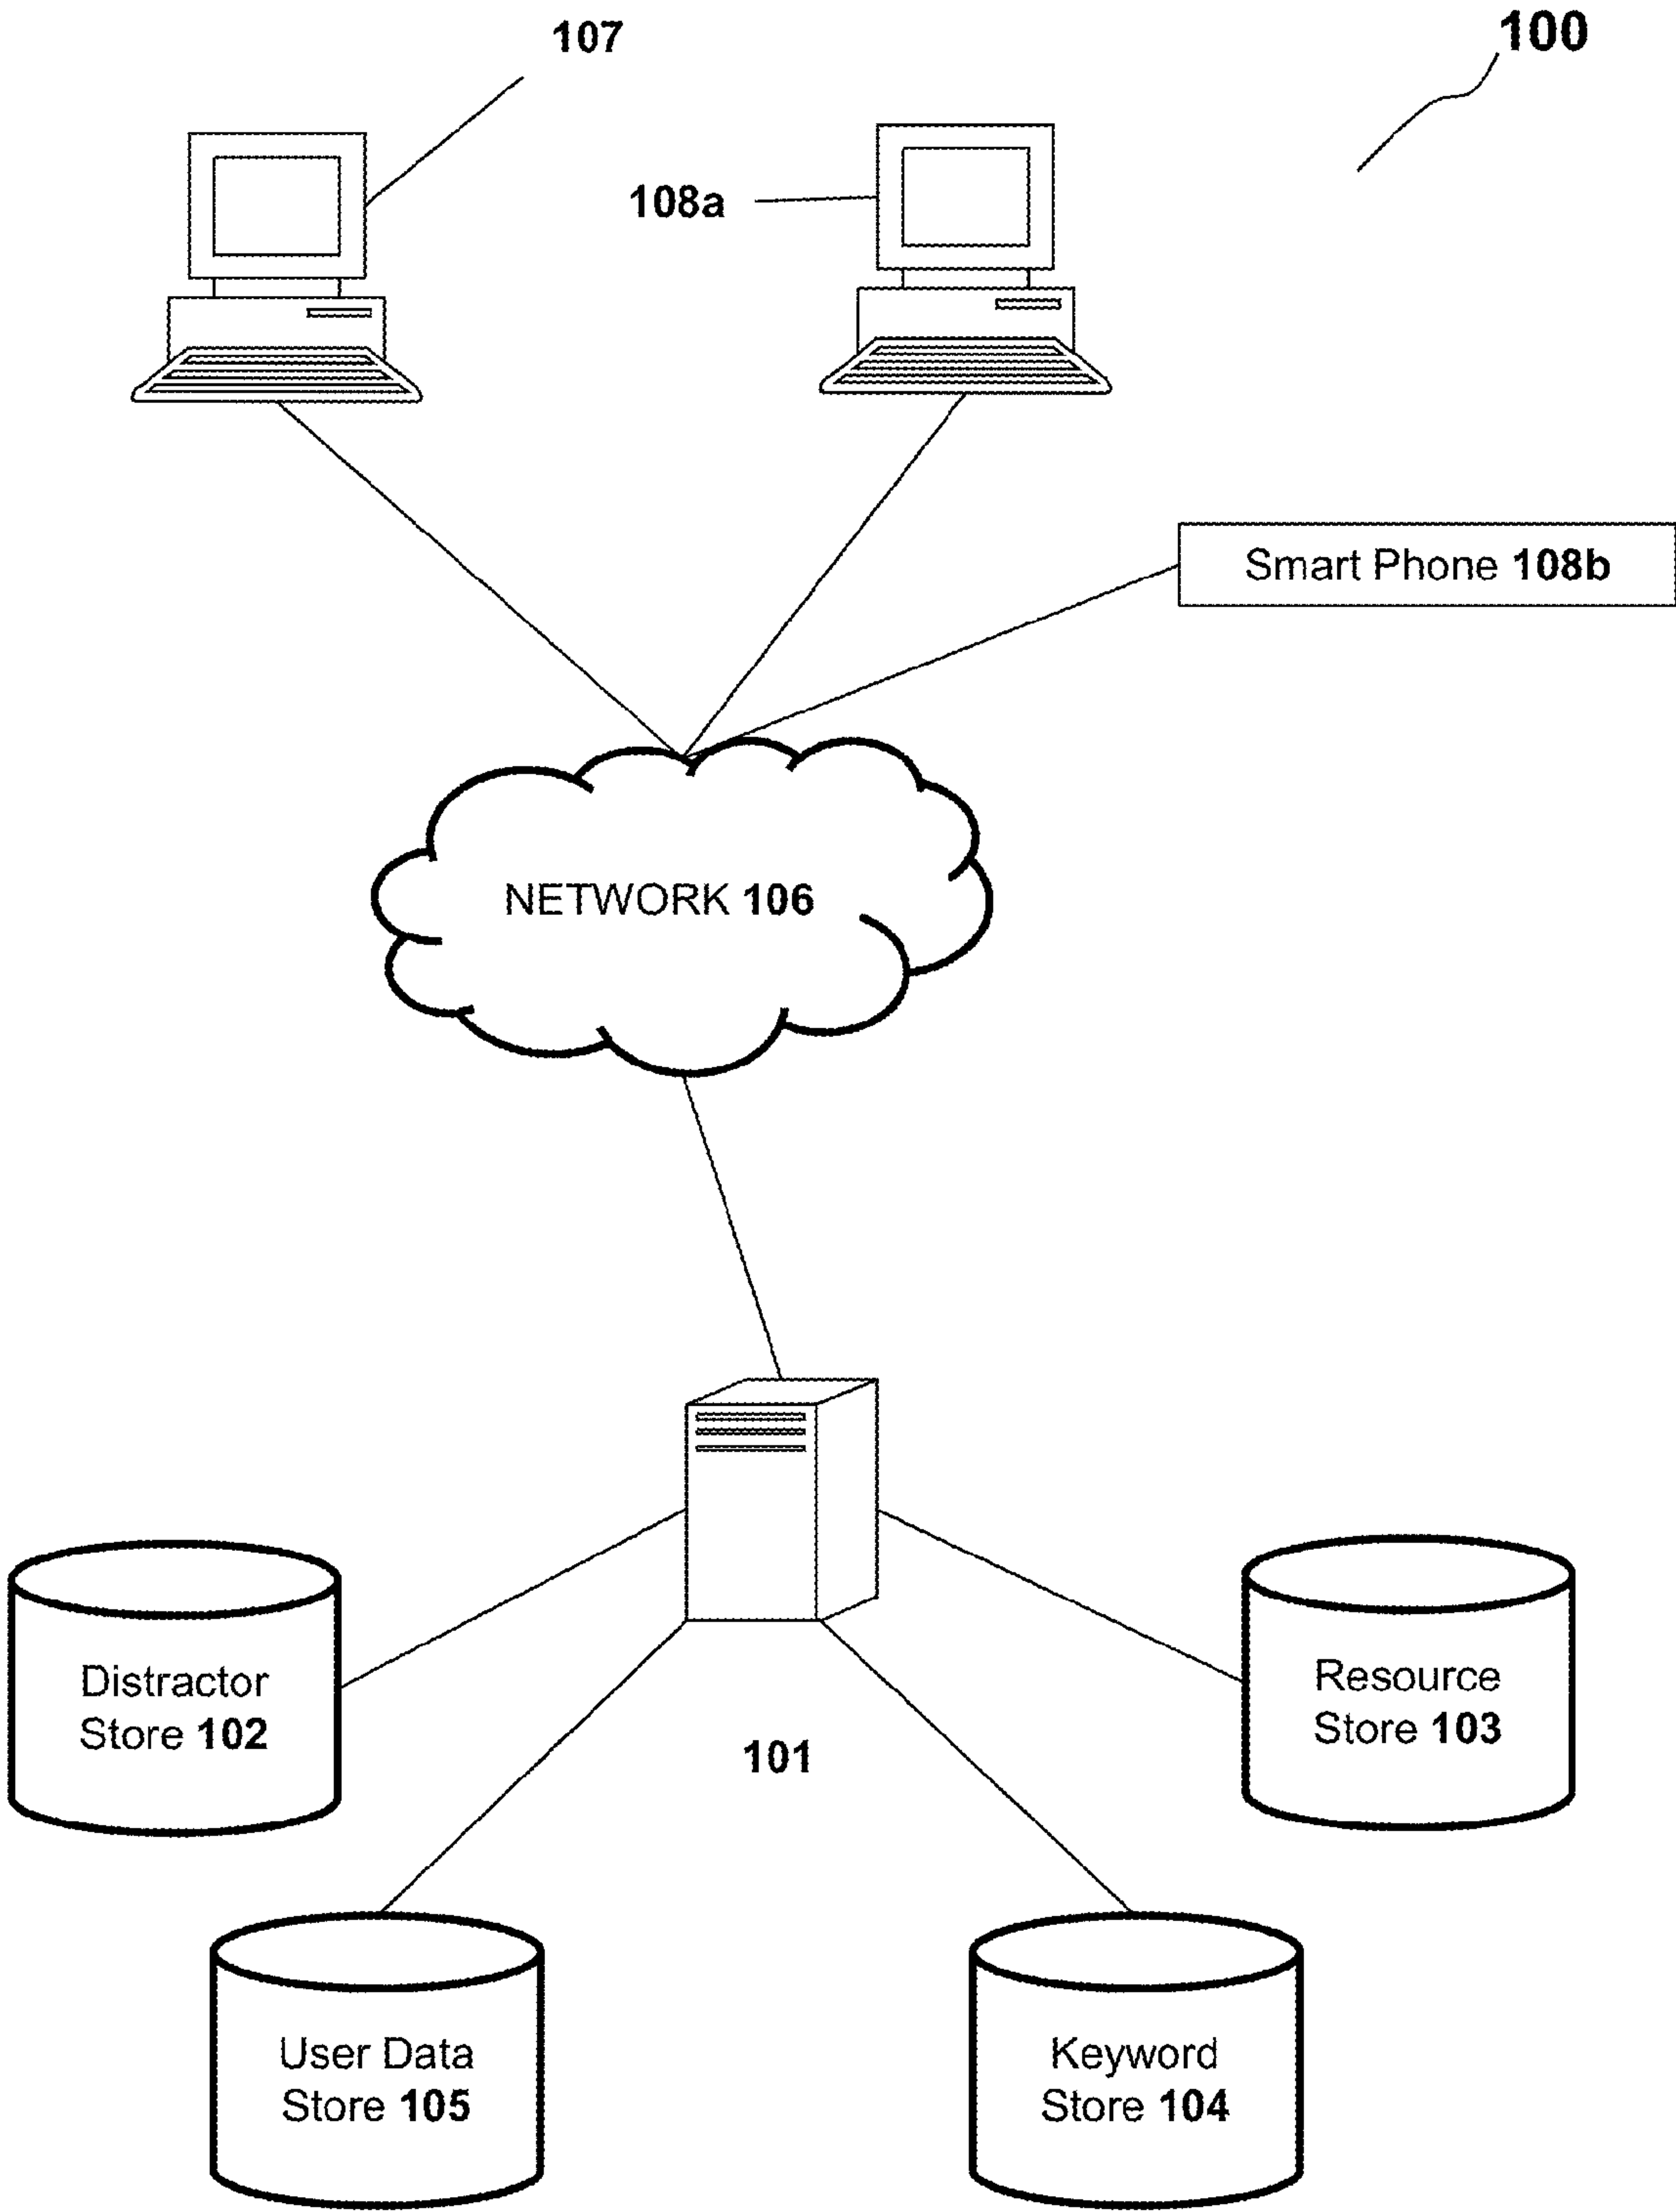 107
100
108a
Smart Phone 108b
NETWORK 106
Distractor
Store 102
Resource
Store 103
101
User Data
Store 105
Keyword
Store 104